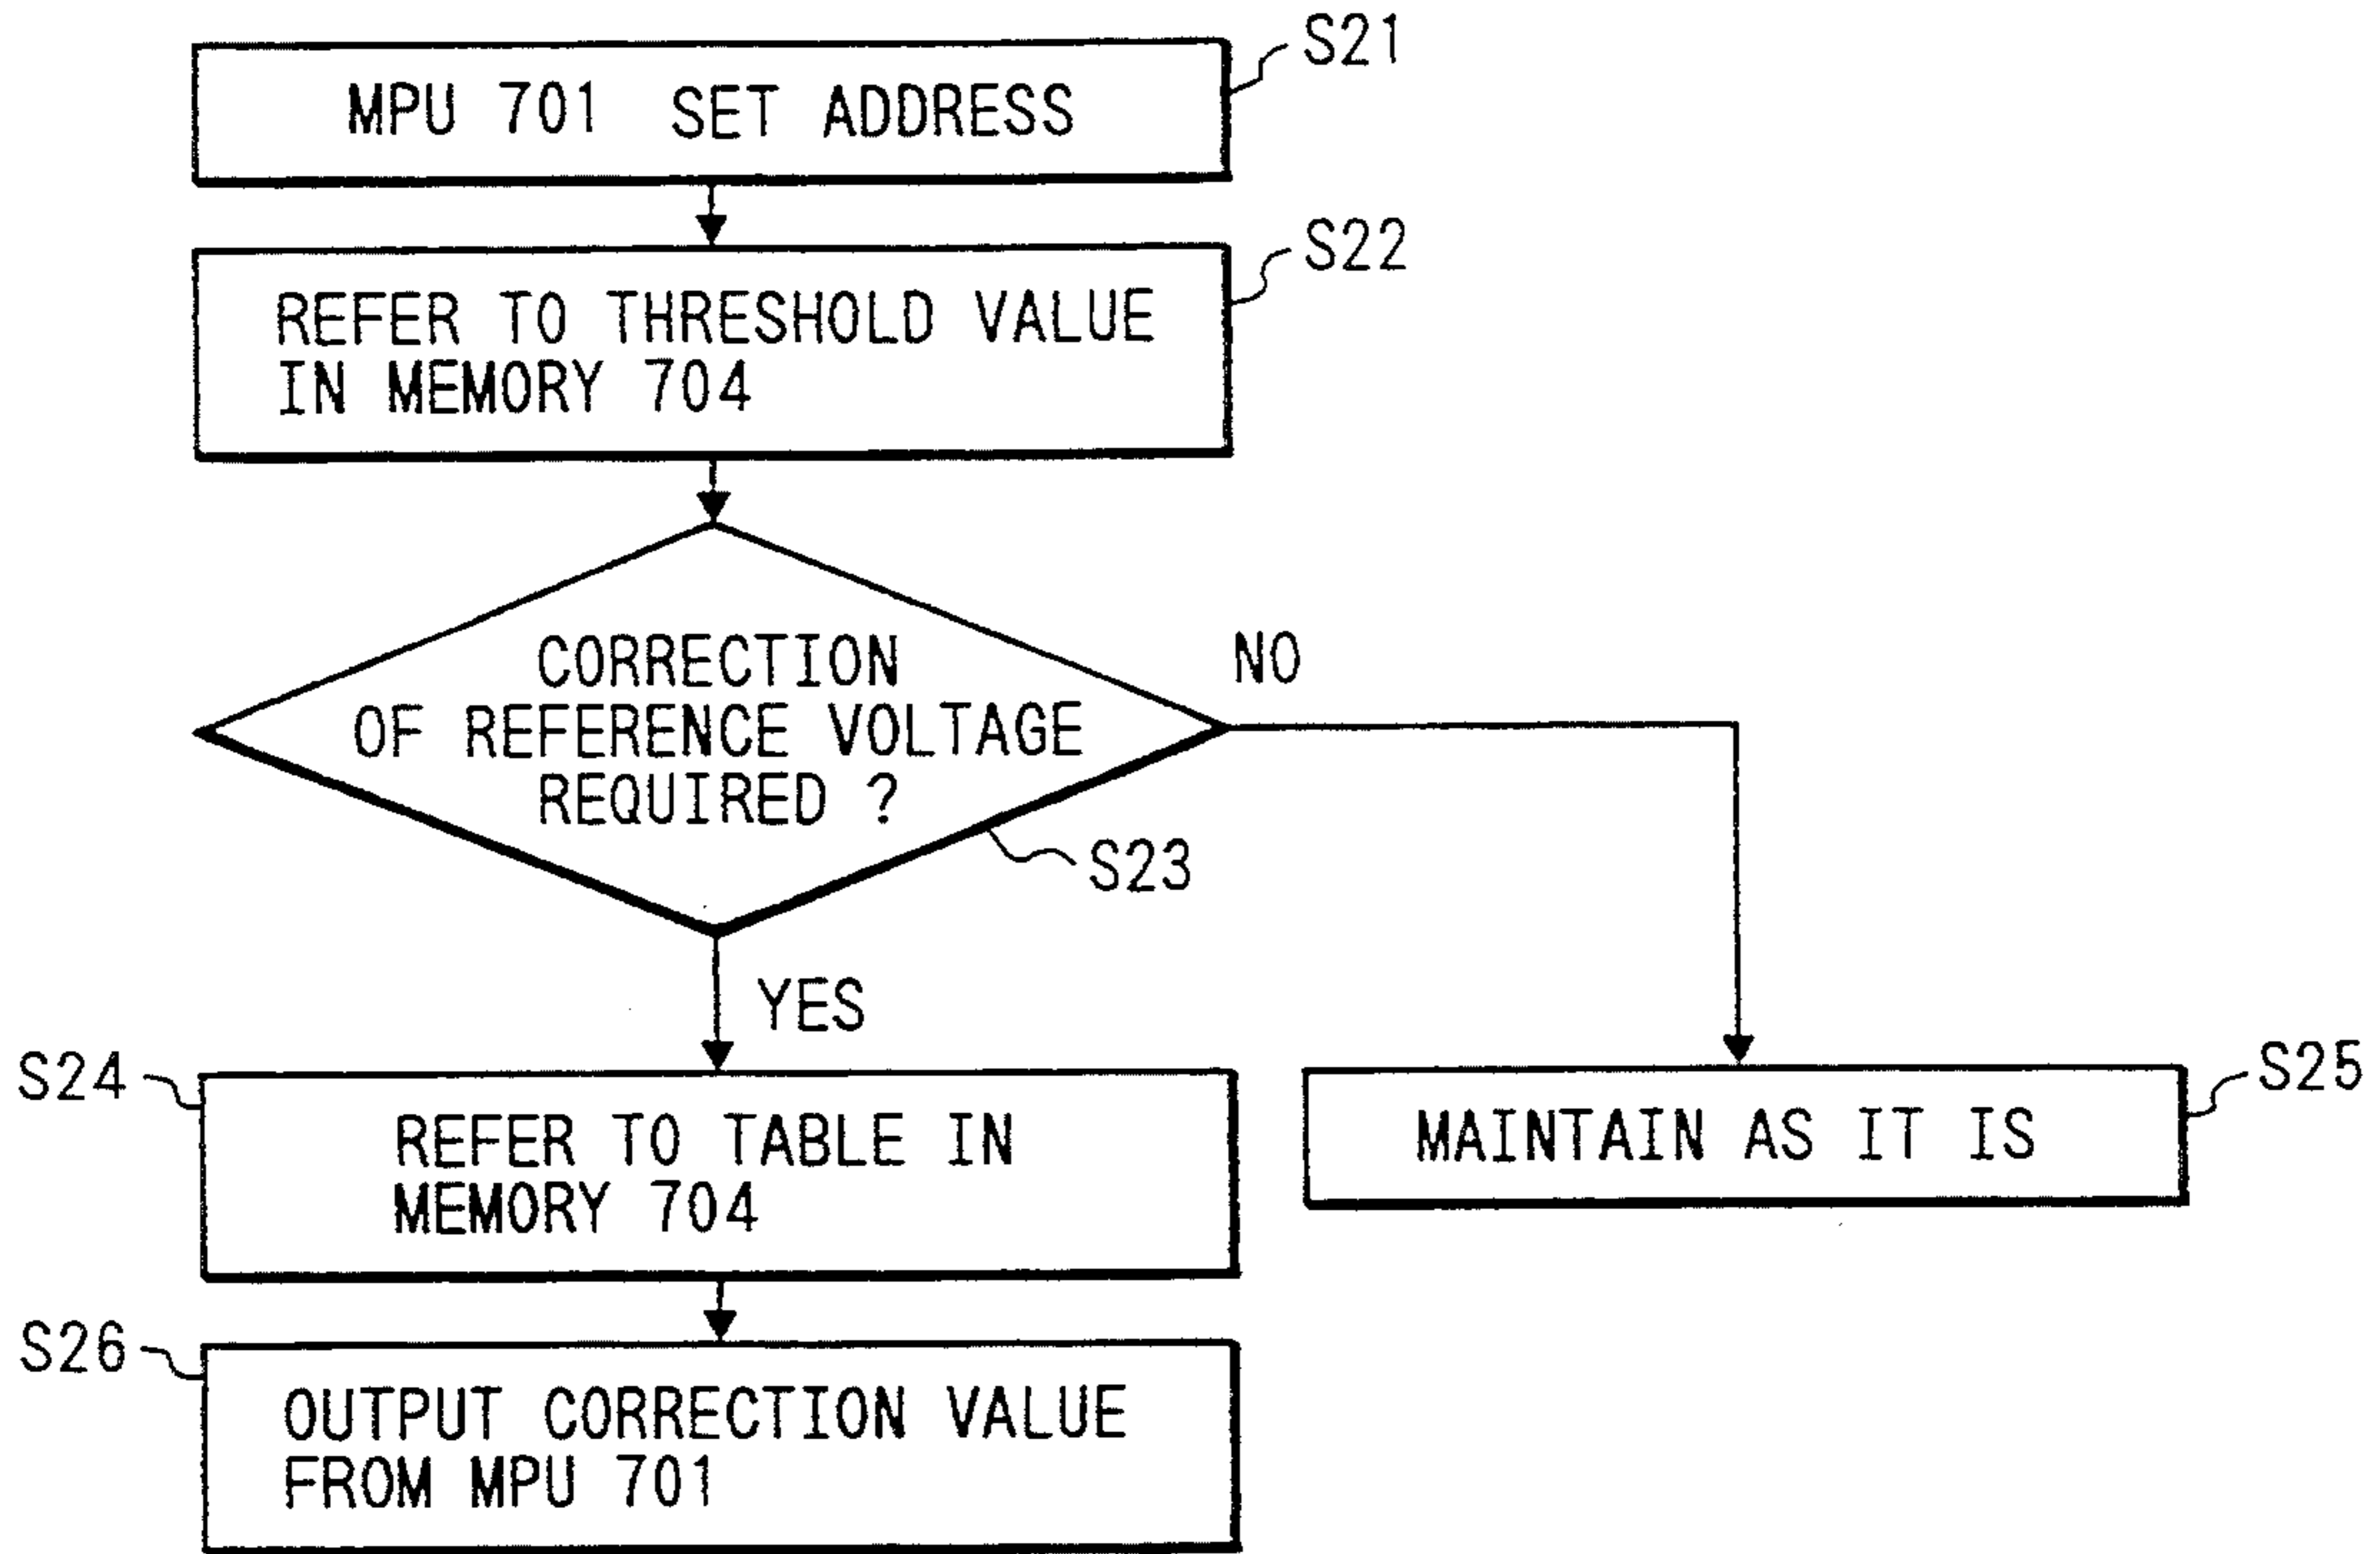 S21
MPU 701 SET ADDRESS
S22
REFER TO THRESHOLD VALUE
IN MEMORY 704
CORRECTION
OF REFERENCE VOLTAGE
REQUIRED ?
NO
S23
YES
S24
REFER TO TABLE IN
MEMORY 704
S25
MAINTAIN AS IT IS
S26
OUTPUT CORRECTION VALUE
FROM MPU 701